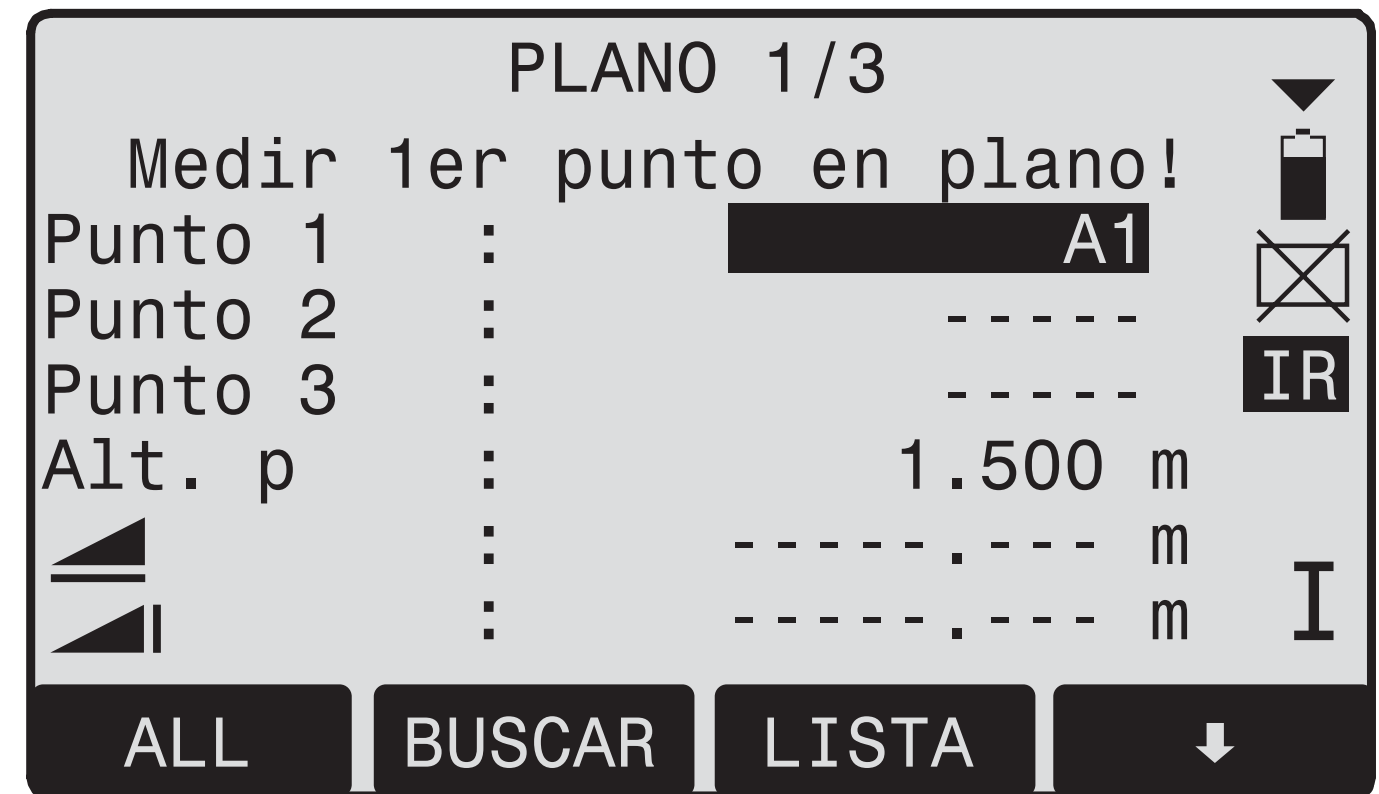 PLANO 1/3
Medir 1er punto en plano!
Punto 1 : A1
Punto 2 : -----
Punto 3 : -----
IR
Alt. p : 1.500 m
: -----.--- m
: -----.--- m
I
ALL BUSCAR LISTA